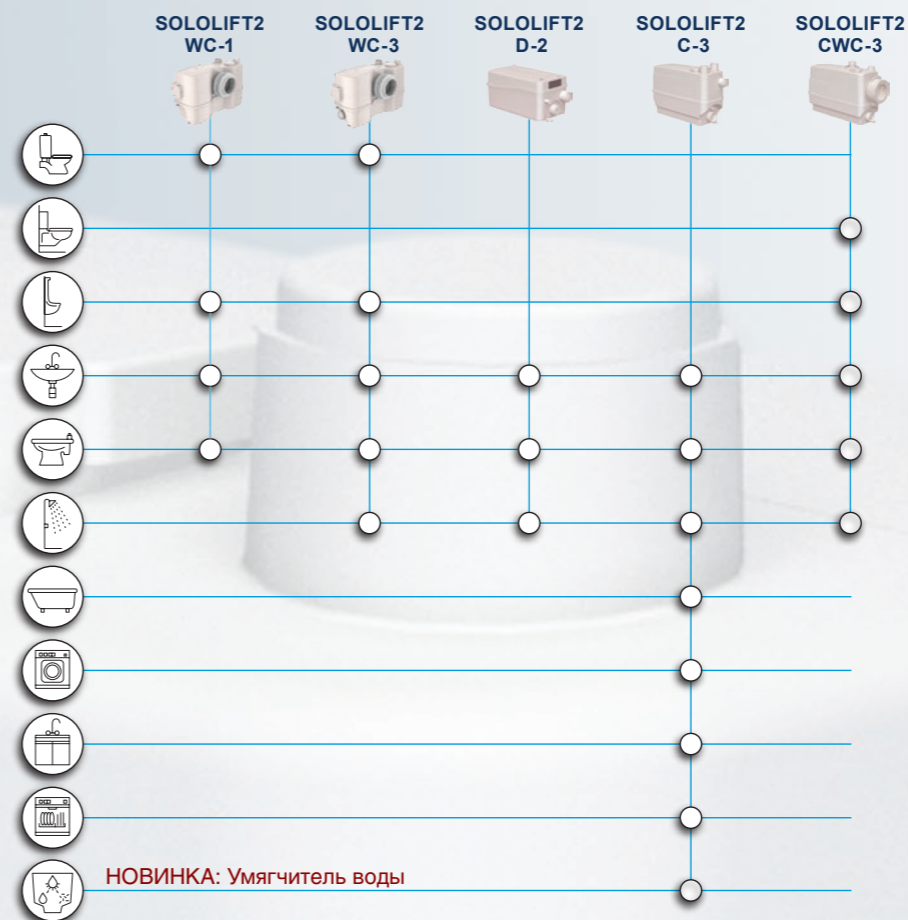 SOLOLIFT2 WC-1
SOLOLIFT2 WC-3
SOLOLIFT2 D-2
SOLOLIFT2 C-3
SOLOLIFT2 CWC-3
НОВИНКА: Умягчитель воды